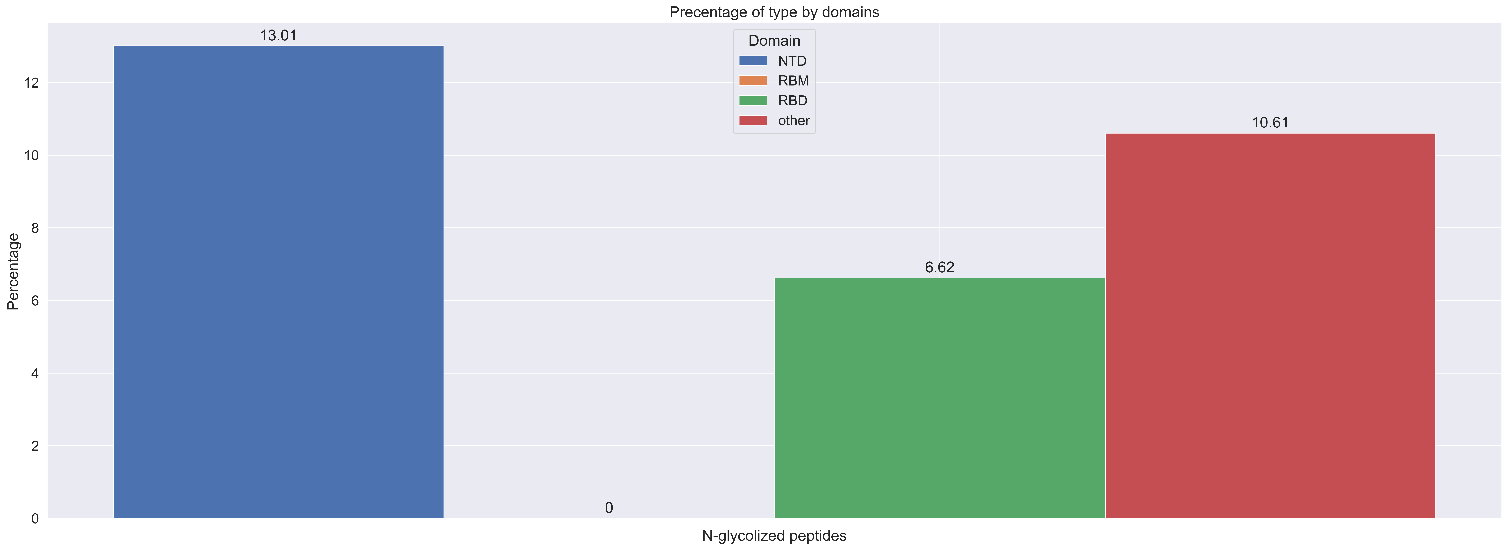 Precentage of type by domains
13.01
Domain
NTD
RBM
RBD
other
10.61
6.62
0
Percentage
12
10
8
6
4
2
0
N-glycolized peptides